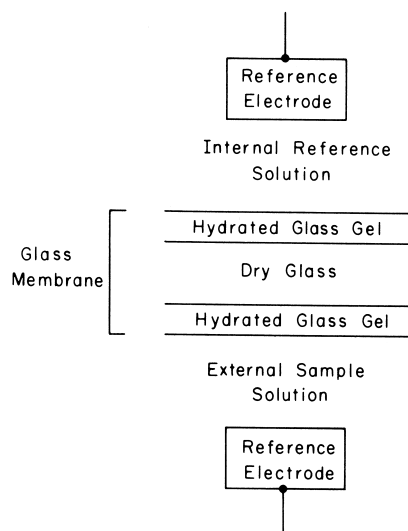 Reference
Electrode
Internal Reference
Solution
Hydrated Glass Gel
Glass
Membrane
Dry Glass
Hydrated Glass Gel
External Sample
Solution
Reference
Electrode